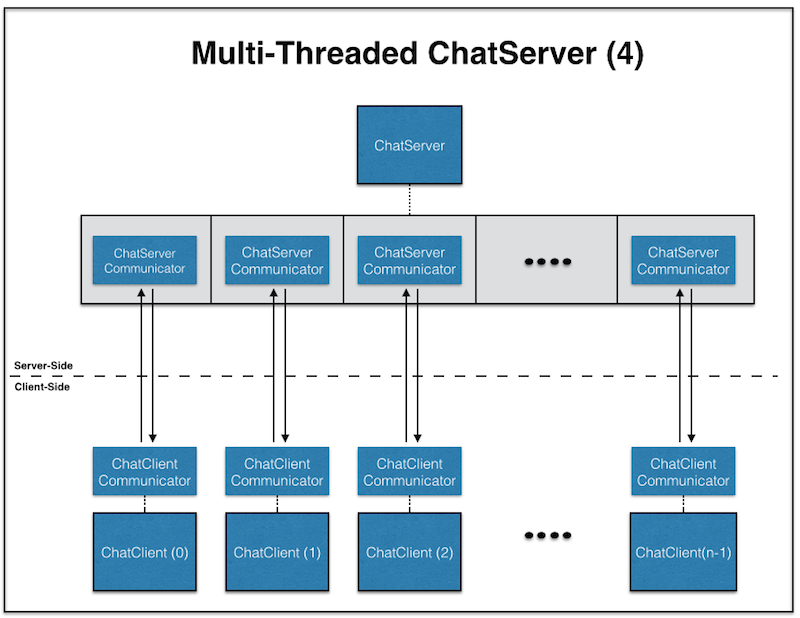 Multi-Threaded ChatServer (4)
ChatServer
ChatServer
Communicator
ChatServer
Communicator
ChatServer
Communicator
ChatServer
Communicator
Server-Side
Client-Side
ChatClient
Communicator
ChatClient
Communicator
ChatClient
Communicator
ChatClient
Communicator
ChatClient (0)
ChatClient (1)
ChatClient (2)
ChatClient(n-1)